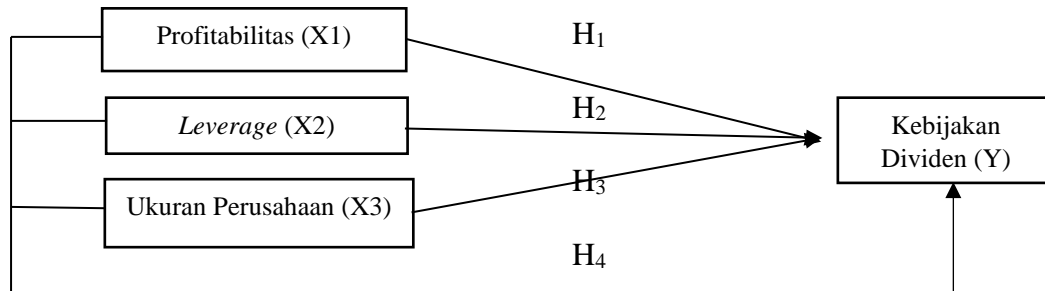 Profitabilitas (X1)
H₁
H₂
Leverage (X2)
Kebijakan
Dividen (Y)
H₃
Ukuran Perusahaan (X3)
H₄